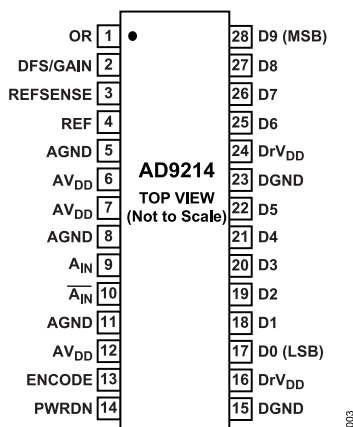 OR 1 28 D9 (MSB)
DFS/GAIN 2 27 D8
REFSENSE 3 26 D7
REF 4 25 D6
AGND 5 24 DrVDD
AVDD 6 23 DGND
AD9214
TOP VIEW
(Not to Scale)
AVDD 7 22 D5
AGND 8 21 D4
AIN 9 20 D3
A̅I̅N̅ 10 19 D2
AGND 11 18 D1
AVDD 12 17 D0 (LSB)
ENCODE 13 16 DrVDD
PWRDN 14 15 DGND
003